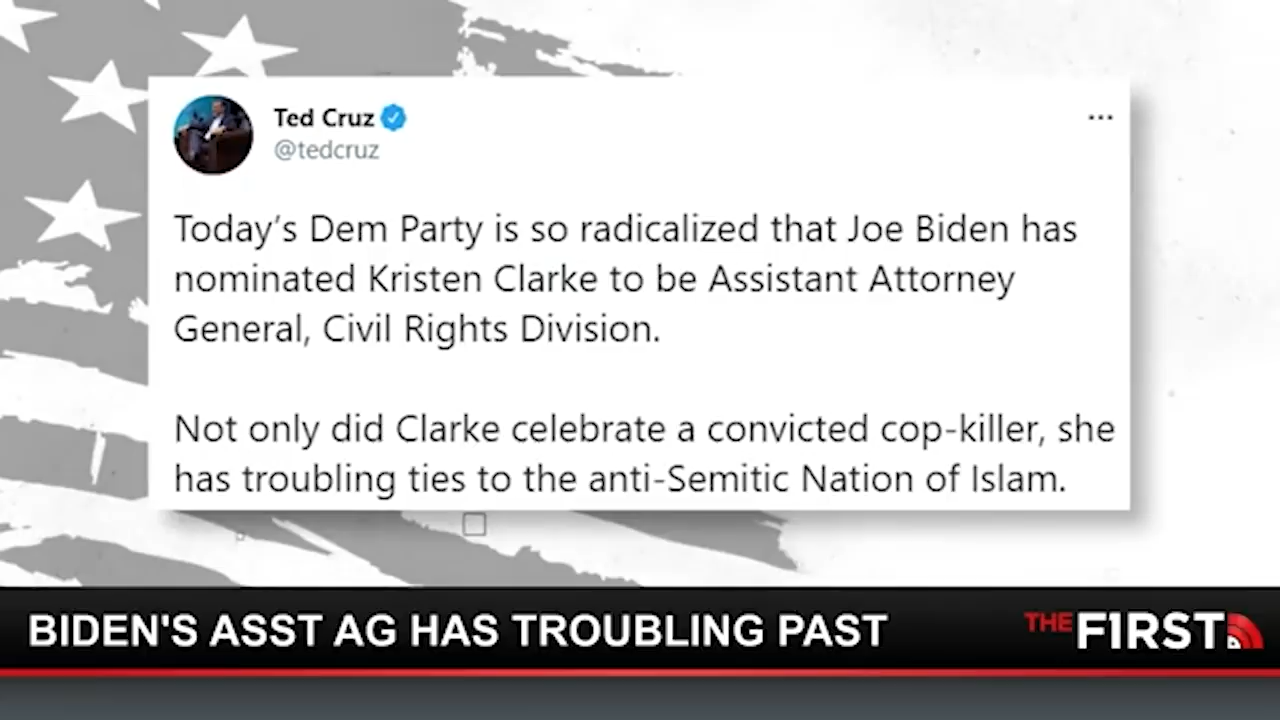 Ted Cruz
@tedcruz
Today’s Dem Party is so radicalized that Joe Biden has
nominated Kristen Clarke to be Assistant Attorney
General, Civil Rights Division.
Not only did Clarke celebrate a convicted cop-killer, she
has troubling ties to the anti-Semitic Nation of Islam.
BIDEN'S ASST AG HAS TROUBLING PAST
THE FIRST